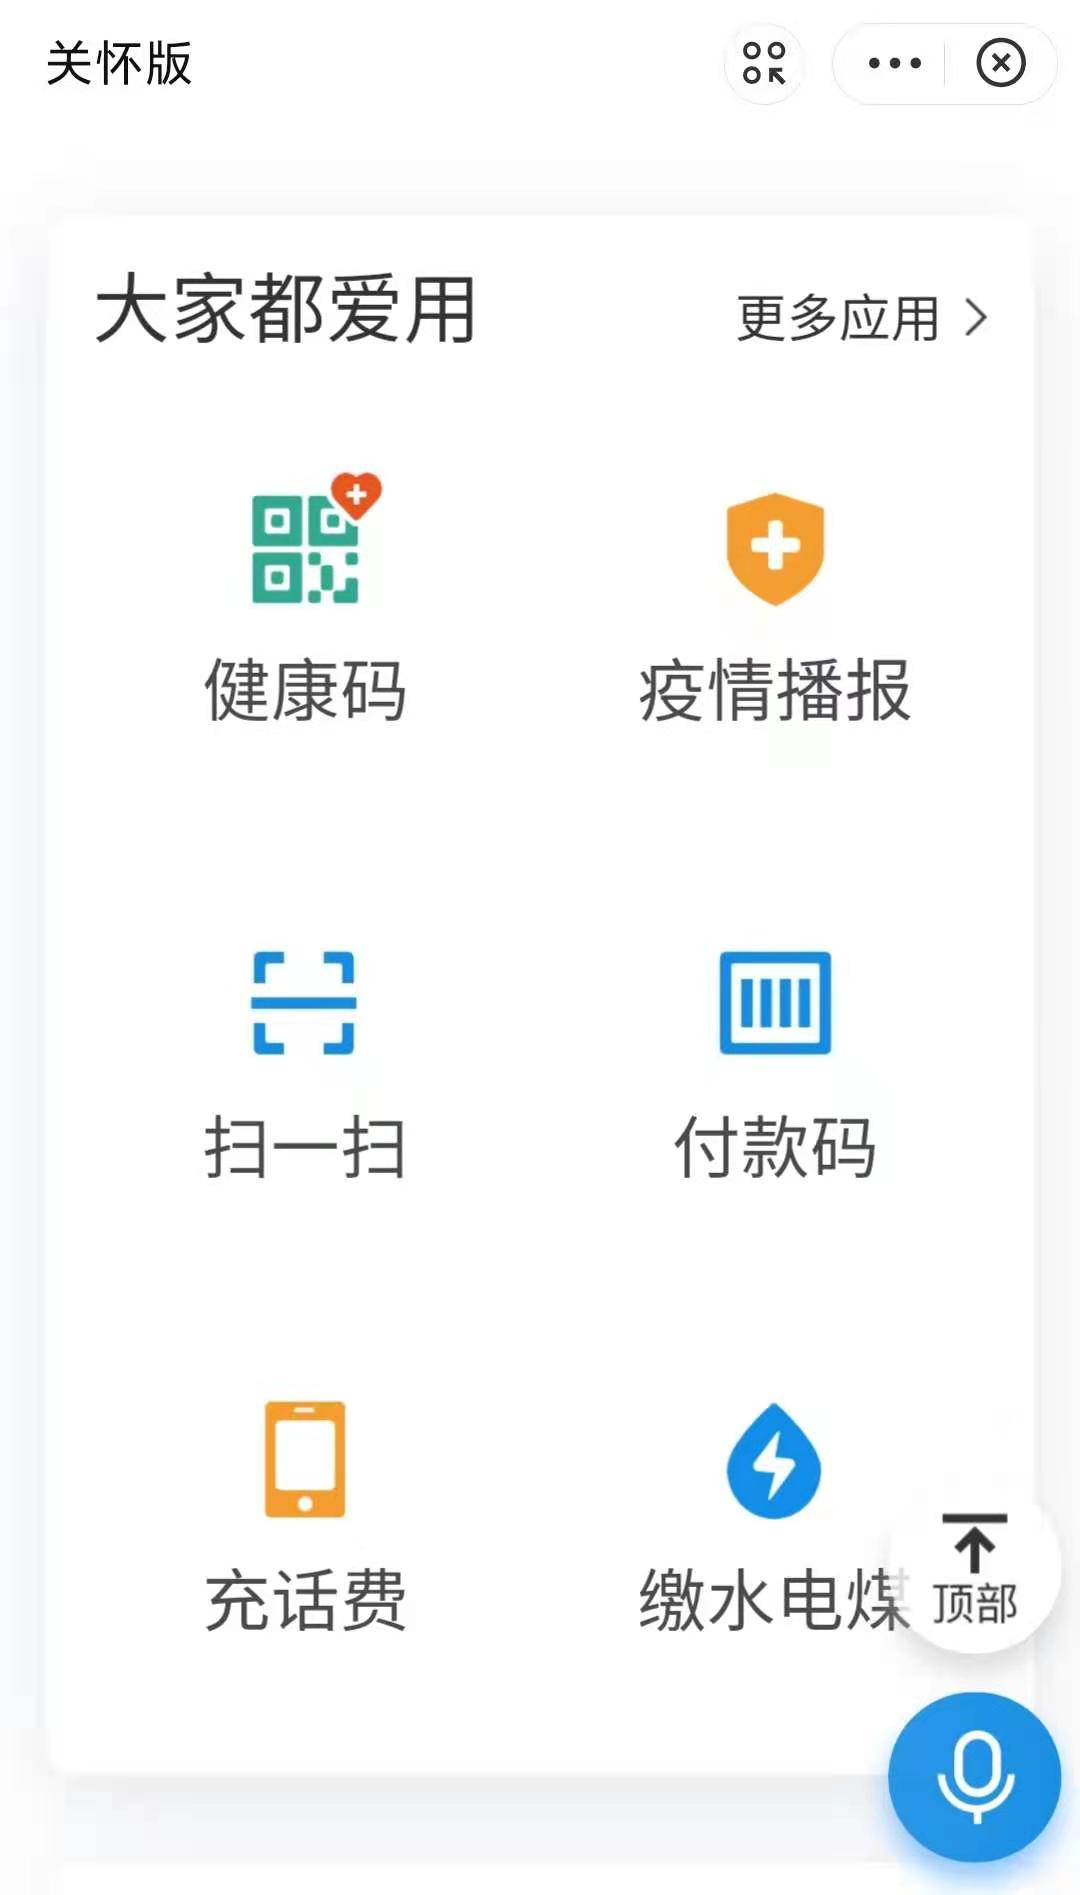 关怀版
大家都爱用
更多应用
健康码
疫情播报
扫一扫
付款码
充话费
缴水电煤
顶部